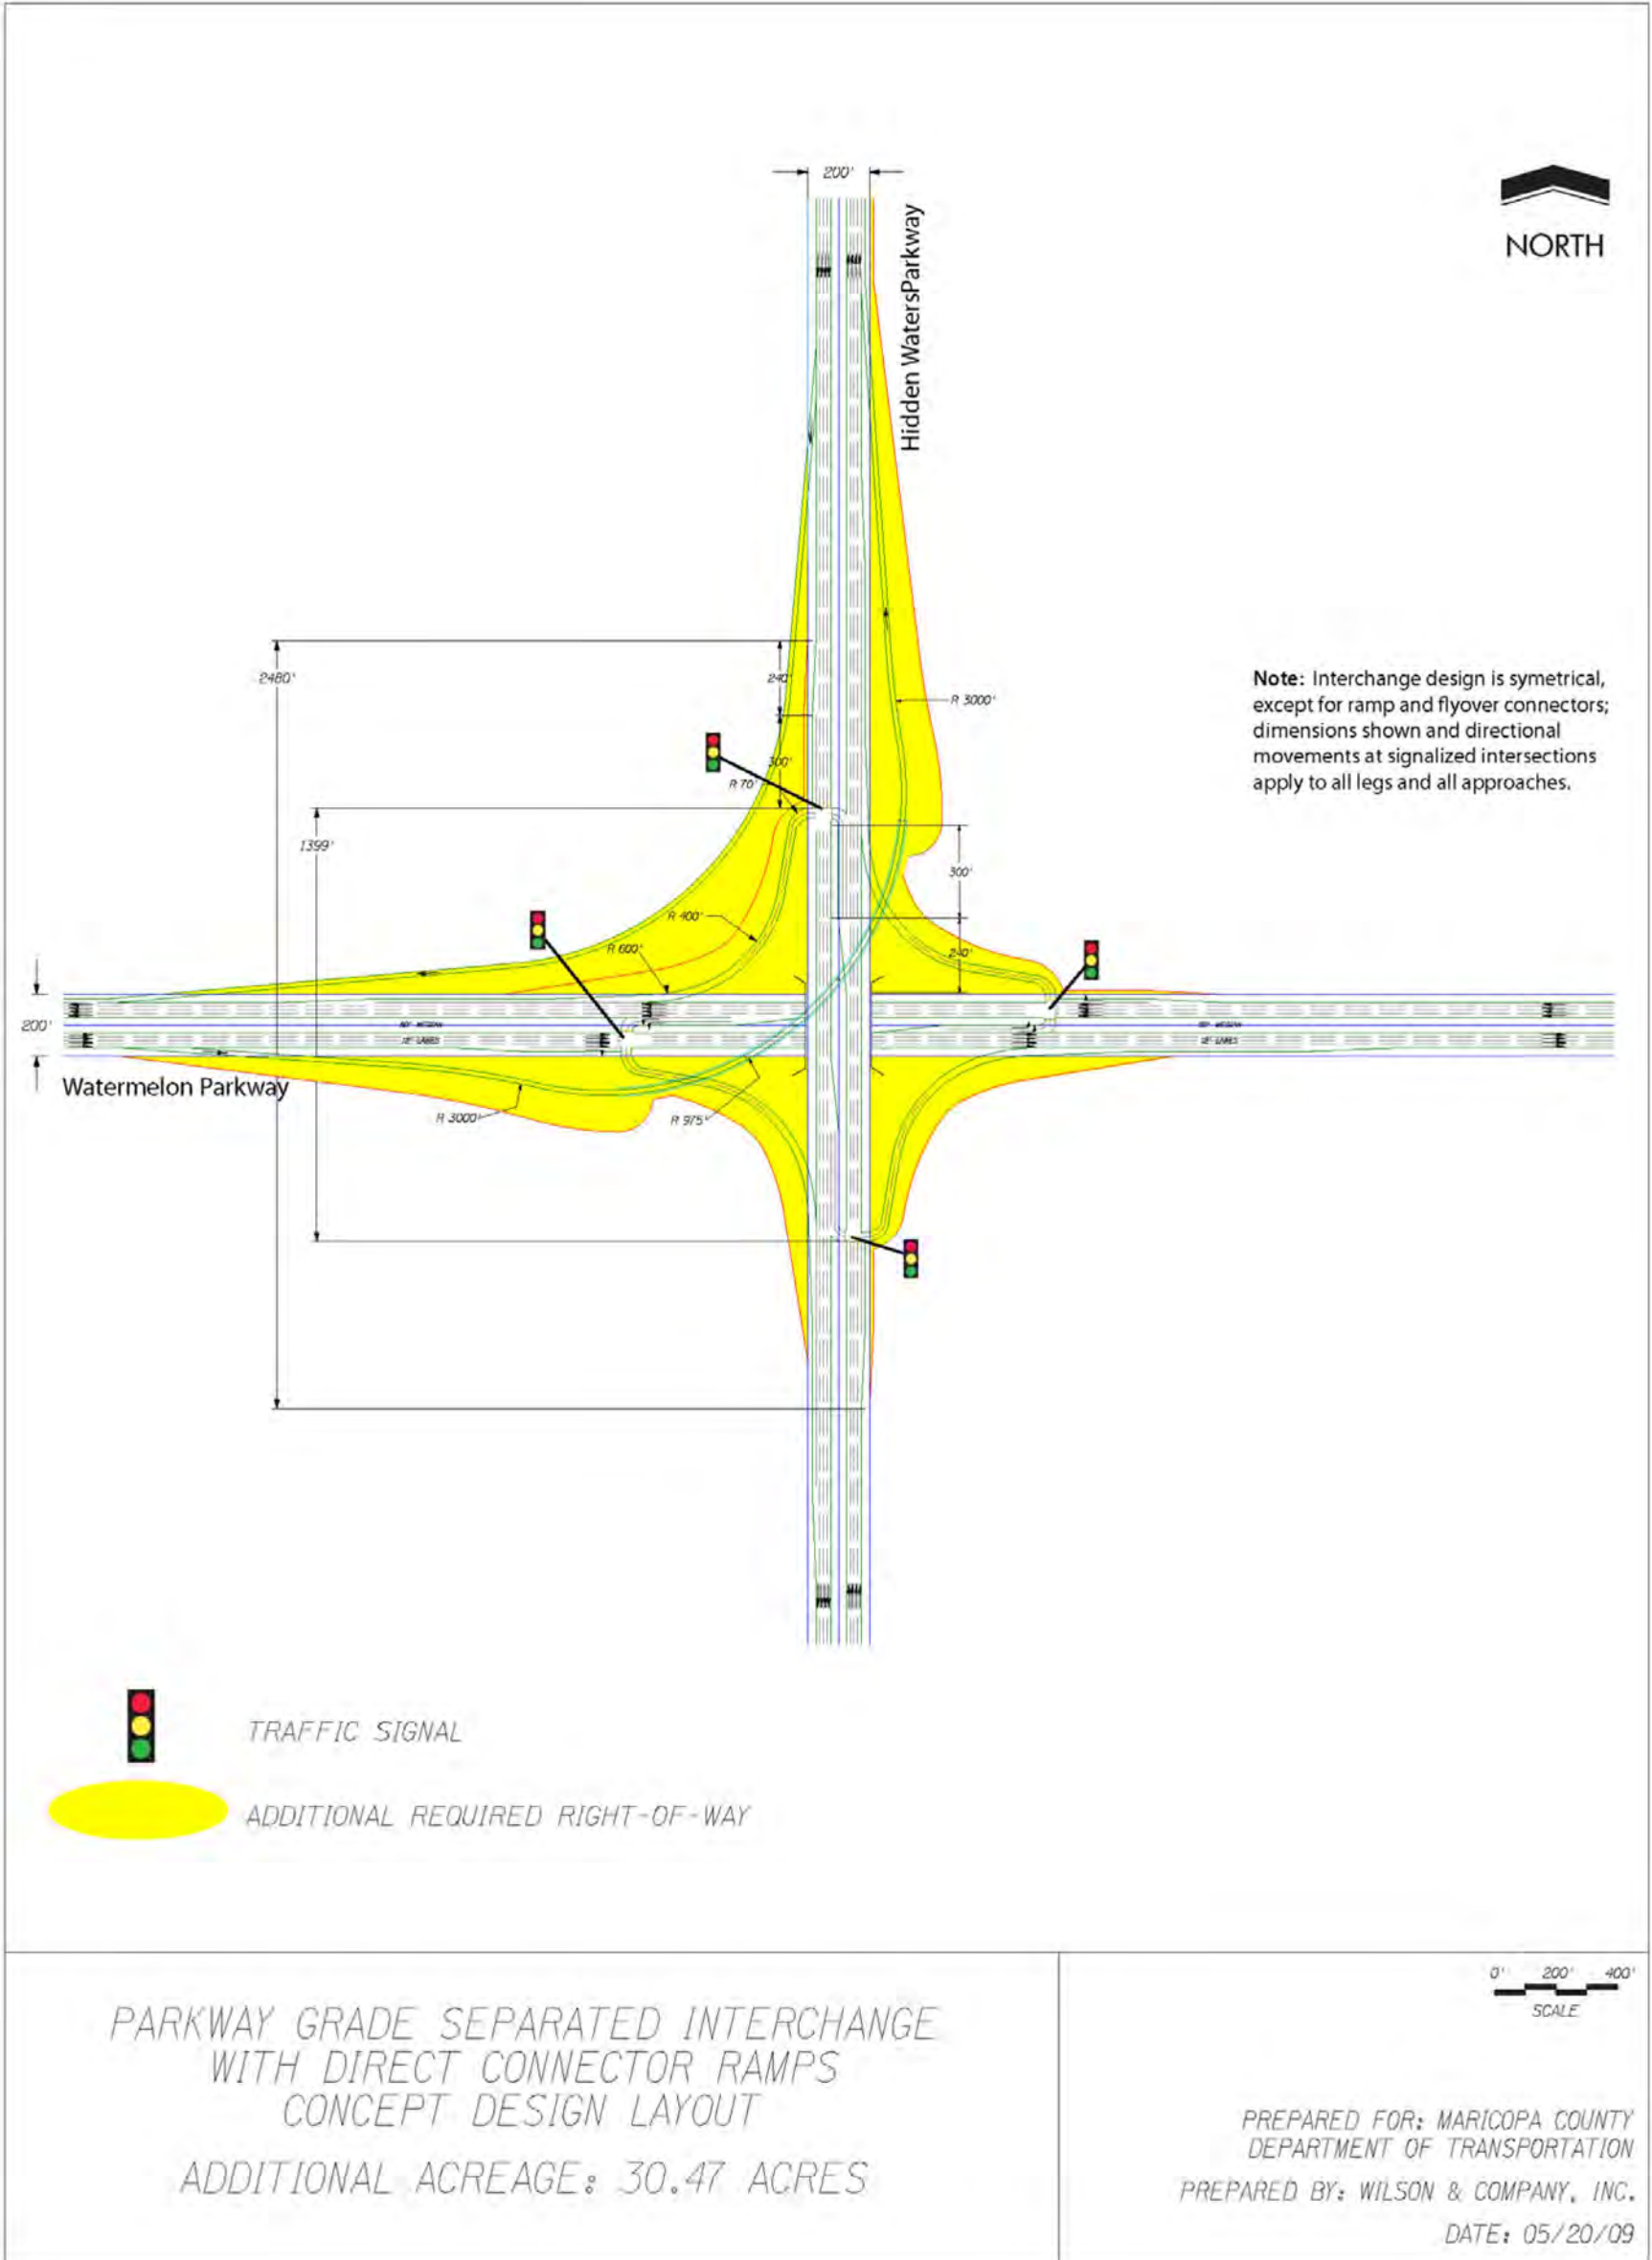 200'
NORTH
Hidden WatersParkway
2480'
240'
R 3000'
Note: Interchange design is symetrical,
except for ramp and flyover connectors;
dimensions shown and directional
movements at signalized intersections
apply to all legs and all approaches.
300'
R 70'
1399'
300'
R 400'
R 600'
240'
200'
Watermelon Parkway
R 3000'
R 975'
TRAFFIC SIGNAL
ADDITIONAL REQUIRED RIGHT-OF-WAY
0' 200' 400'
SCALE
PARKWAY GRADE SEPARATED INTERCHANGE
WITH DIRECT CONNECTOR RAMPS
CONCEPT DESIGN LAYOUT
ADDITIONAL ACREAGE: 30.47 ACRES
PREPARED FOR: MARICOPA COUNTY
DEPARTMENT OF TRANSPORTATION
PREPARED BY: WILSON & COMPANY, INC.
DATE: 05/20/09